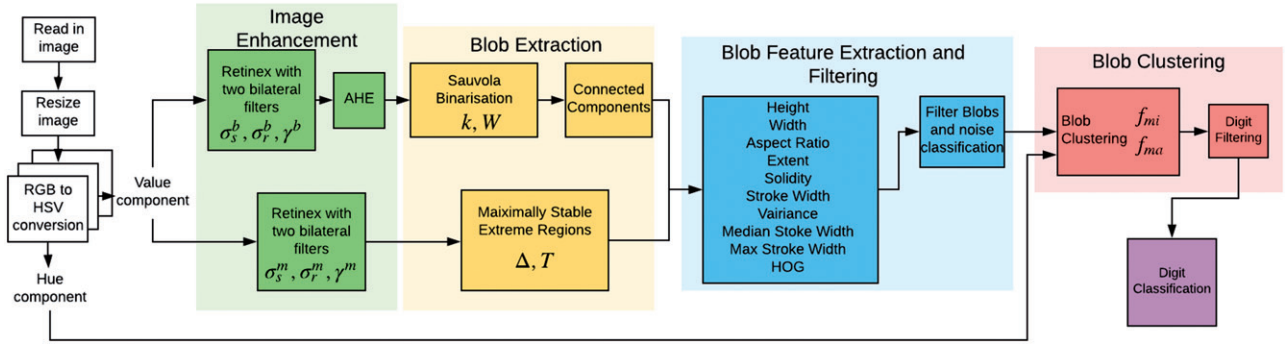 Read in
image
Resize
image
RGB to
HSV
conversion
Hue
component
Value
component
Image
Enhancement
Retinex with
two bilateral
filters
σ_s^b, σ_r^b, γ^b
AHE
Retinex with
two bilateral
filters
σ_s^m, σ_r^m, γ^m
Blob Extraction
Sauvola
Binarisation
k, W
Connected
Components
Maiximally Stable
Extreme Regions
Δ, T
Blob Feature Extraction and
Filtering
Height
Width
Aspect Ratio
Extent
Solidity
Stroke Width
Vairiance
Median Stoke Width
Max Stroke Width
HOG
Filter Blobs
and noise
classification
Blob Clustering
Blob
Clustering
f_mi
f_ma
Digit
Filtering
Digit
Classification